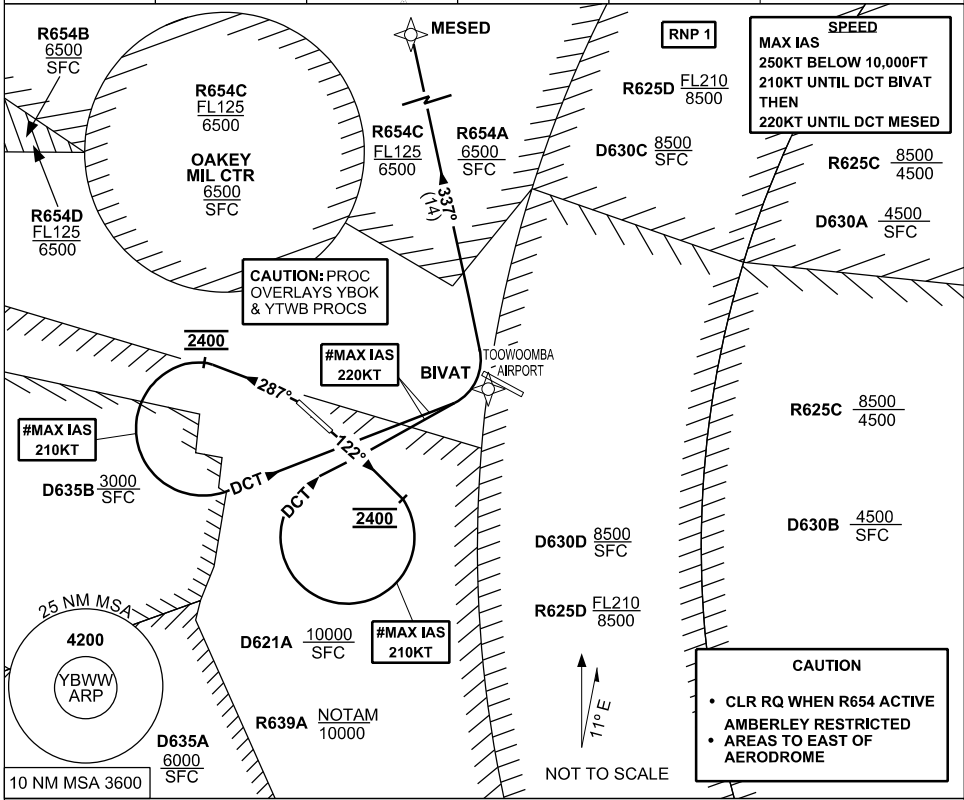 MESED
R654B
6500
SFC
RNP 1
SPEED
MAX IAS
250KT BELOW 10,000FT
210KT UNTIL DCT BIVAT
THEN
220KT UNTIL DCT MESED
R654C
FL125
6500
R625D FL210
8500
OAKEY
MIL CTR
6500
SFC
R654C
FL125
6500
R654A
6500
SFC
D630C 8500
SFC
R625C 8500
4500
R654D
FL125
6500
337°
(14)
D630A 4500
SFC
CAUTION: PROC
OVERLAYS YBOK
& YTWB PROCS
2400
#MAX IAS
220KT
BIVAT
TOOWOOMBA
AIRPORT
287°
122°
R625C 8500
4500
#MAX IAS
210KT
D635B 3000
SFC
DCT
DCT
2400
D630D 8500
SFC
D630B 4500
SFC
25 NM MSA
4200
YBWW
ARP
D621A 10000
SFC
#MAX IAS
210KT
R625D FL210
8500
R639A NOTAM
10000
11° E
CAUTION
• CLR RQ WHEN R654 ACTIVE
AMBERLEY RESTRICTED
• AREAS TO EAST OF
AERODROME
D635A
6000
SFC
NOT TO SCALE
10 NM MSA 3600